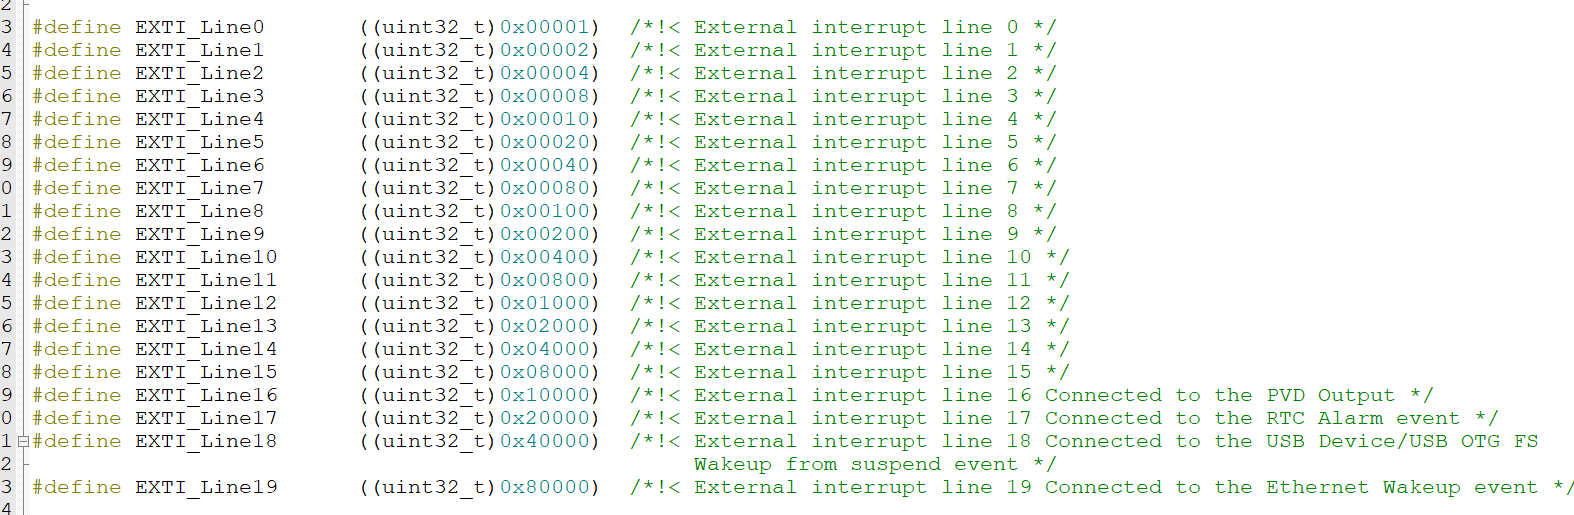 2
3 #define EXTI_Line0       ((uint32_t)0x00001)  /*!< External interrupt line 0 */
4 #define EXTI_Line1       ((uint32_t)0x00002)  /*!< External interrupt line 1 */
5 #define EXTI_Line2       ((uint32_t)0x00004)  /*!< External interrupt line 2 */
6 #define EXTI_Line3       ((uint32_t)0x00008)  /*!< External interrupt line 3 */
7 #define EXTI_Line4       ((uint32_t)0x00010)  /*!< External interrupt line 4 */
8 #define EXTI_Line5       ((uint32_t)0x00020)  /*!< External interrupt line 5 */
9 #define EXTI_Line6       ((uint32_t)0x00040)  /*!< External interrupt line 6 */
0 #define EXTI_Line7       ((uint32_t)0x00080)  /*!< External interrupt line 7 */
1 #define EXTI_Line8       ((uint32_t)0x00100)  /*!< External interrupt line 8 */
2 #define EXTI_Line9       ((uint32_t)0x00200)  /*!< External interrupt line 9 */
3 #define EXTI_Line10      ((uint32_t)0x00400)  /*!< External interrupt line 10 */
4 #define EXTI_Line11      ((uint32_t)0x00800)  /*!< External interrupt line 11 */
5 #define EXTI_Line12      ((uint32_t)0x01000)  /*!< External interrupt line 12 */
6 #define EXTI_Line13      ((uint32_t)0x02000)  /*!< External interrupt line 13 */
7 #define EXTI_Line14      ((uint32_t)0x04000)  /*!< External interrupt line 14 */
8 #define EXTI_Line15      ((uint32_t)0x08000)  /*!< External interrupt line 15 */
9 #define EXTI_Line16      ((uint32_t)0x10000)  /*!< External interrupt line 16 Connected to the PVD Output */
0 #define EXTI_Line17      ((uint32_t)0x20000)  /*!< External interrupt line 17 Connected to the RTC Alarm event */
1 #define EXTI_Line18      ((uint32_t)0x40000)  /*!< External interrupt line 18 Connected to the USB Device/USB OTG FS
2                                                    Wakeup from suspend event */
3 #define EXTI_Line19      ((uint32_t)0x80000)  /*!< External interrupt line 19 Connected to the Ethernet Wakeup event */
4